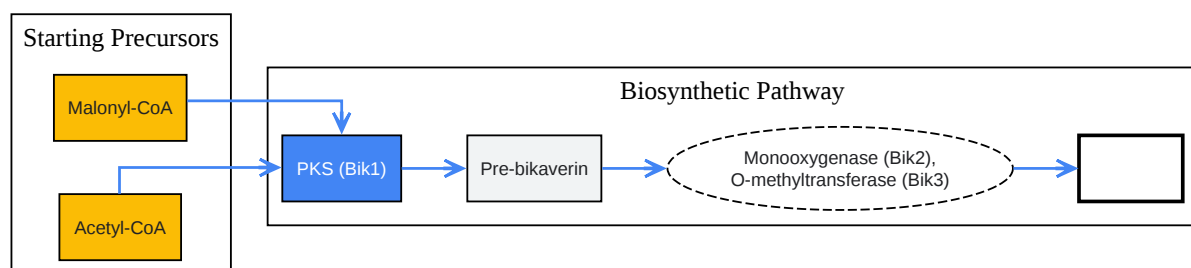 Starting Precursors
Malonyl-CoA
Acetyl-CoA
Biosynthetic Pathway
PKS (Bik1)
Pre-bikaverin
Monooxygenase (Bik2),
O-methyltransferase (Bik3)